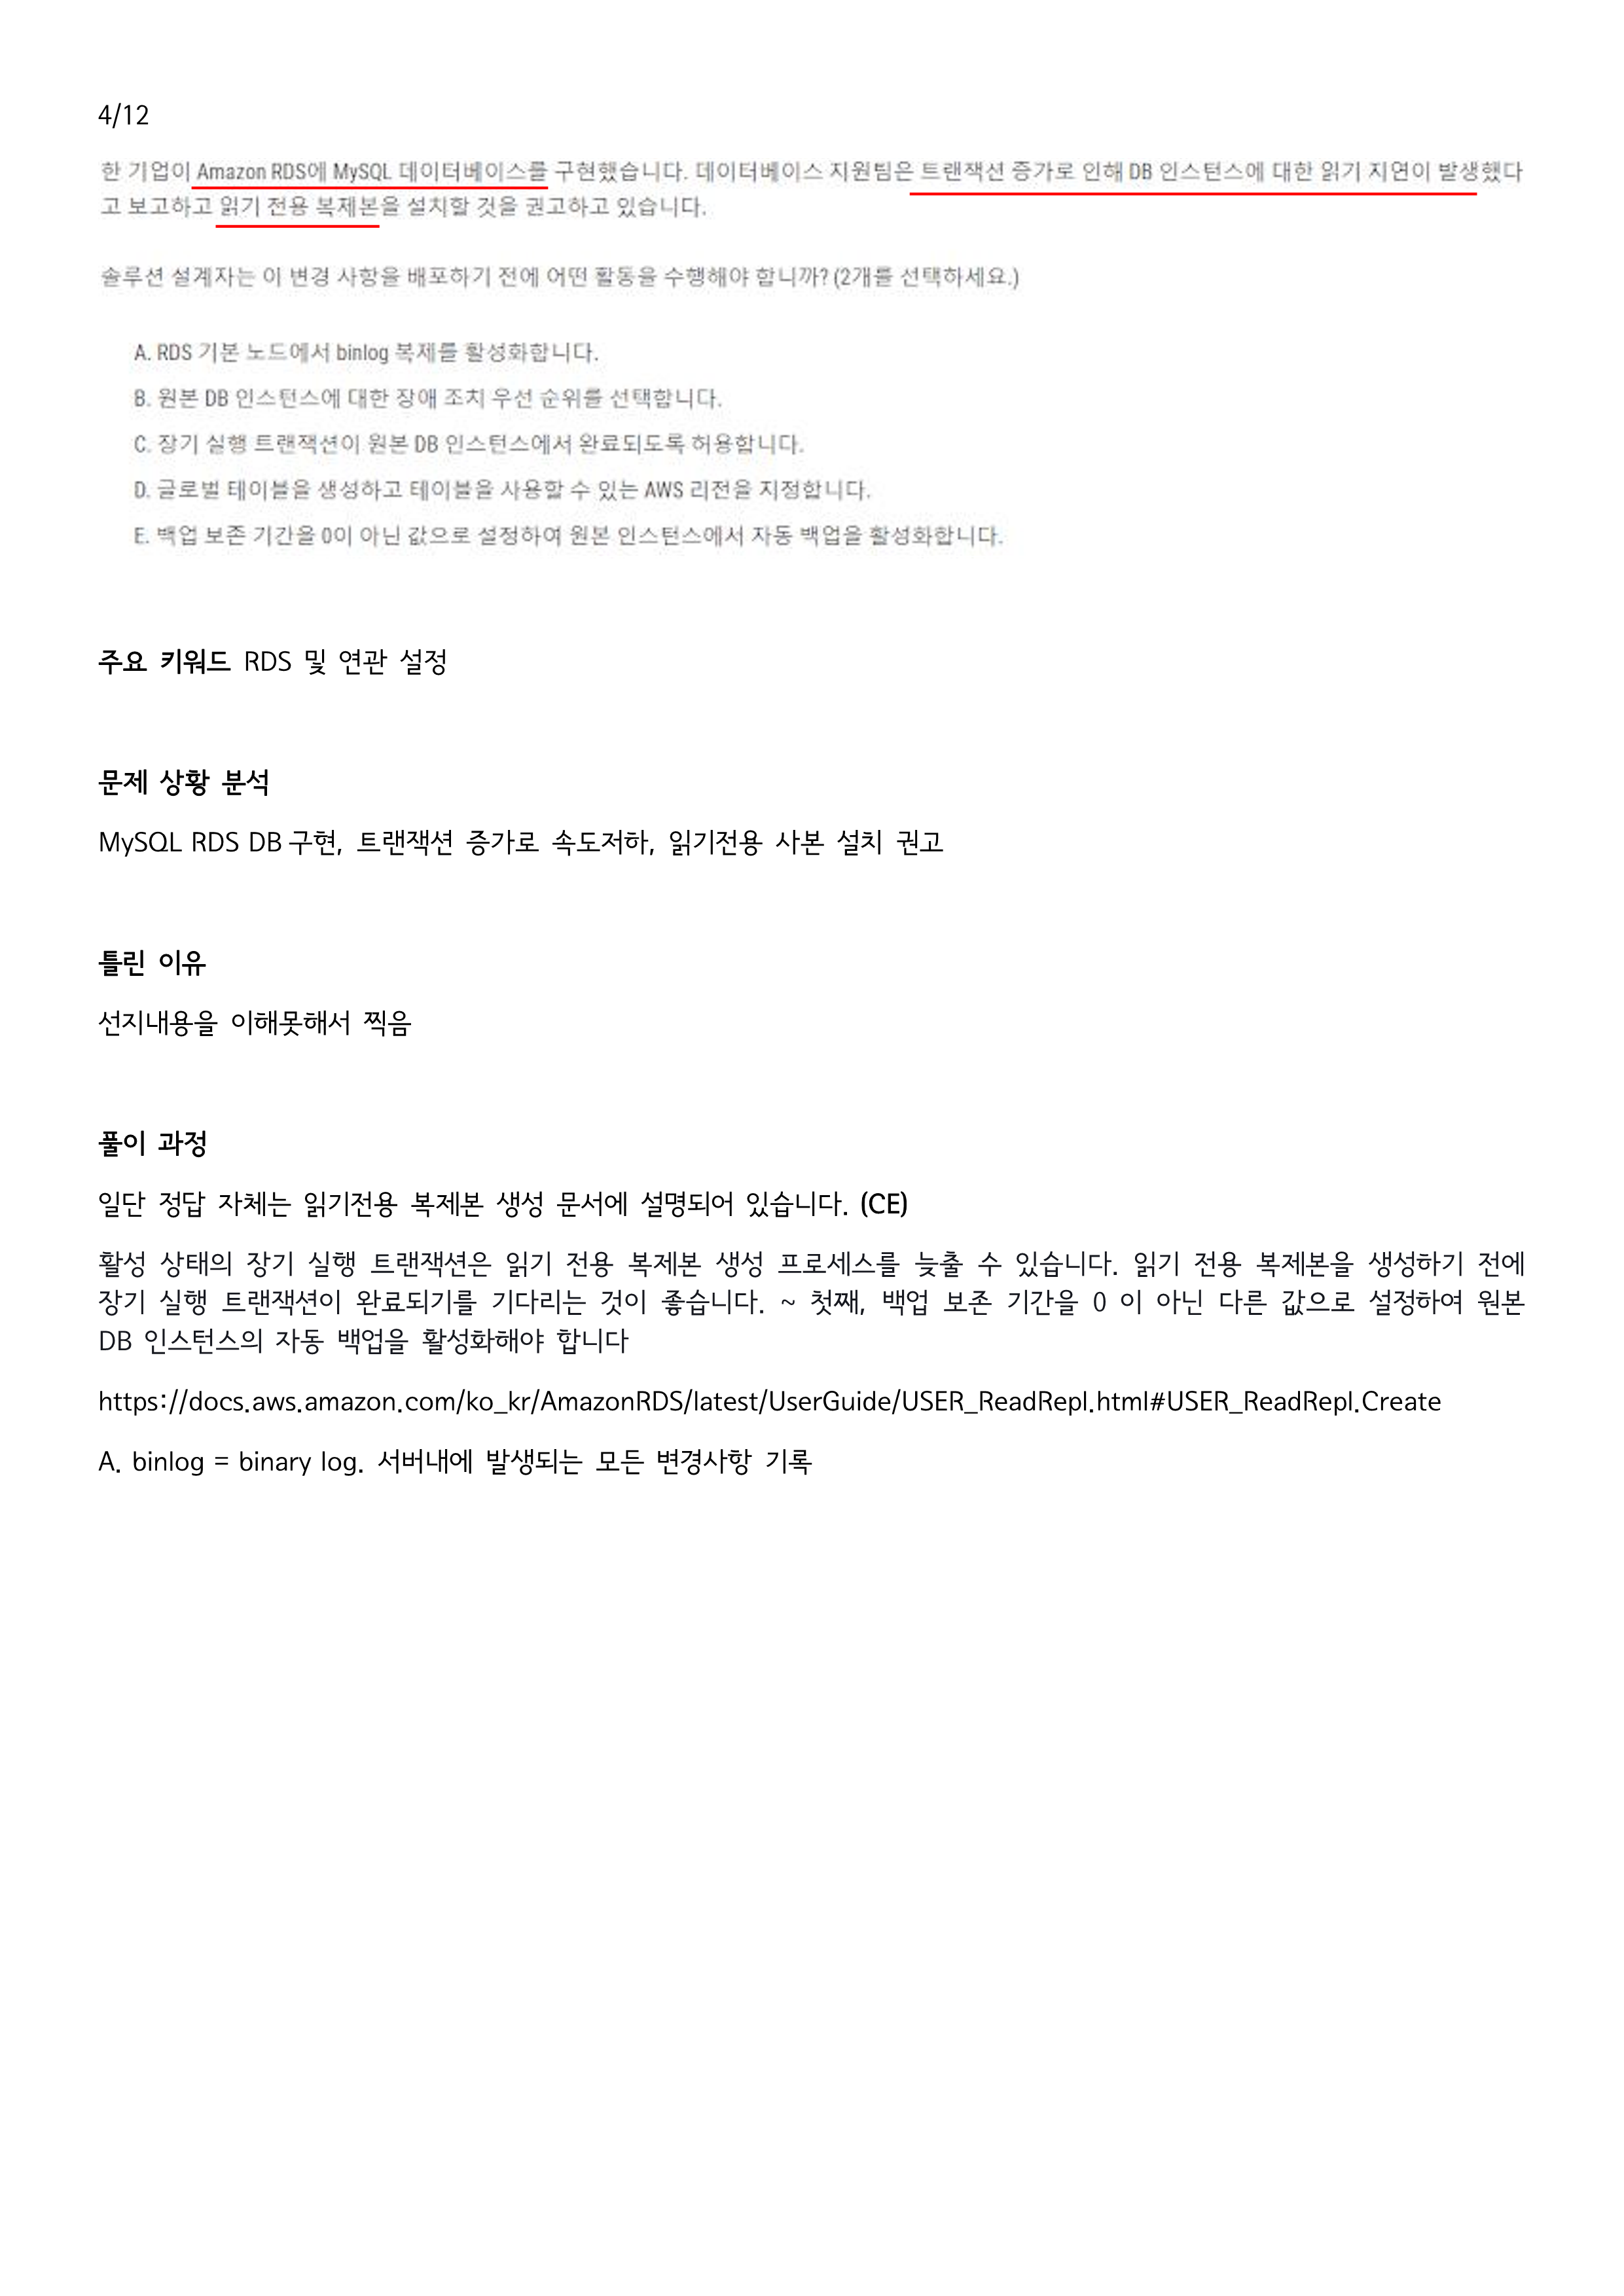 4/12
한 기업이 Amazon RDS에 MySQL 데이터베이스를 구현했습니다. 데이터베이스 지원팀은 트랜잭션 증가로 인해 DB 인스턴스에 대한 읽기 지연이 발생했다
고 보고하고 읽기 전용 복제본을 설치할 것을 권고하고 있습니다.
솔루션 설계자는 이 변경 사항을 배포하기 전에 어떤 활동을 수행해야 합니까? (2개를 선택하세요.)
A. RDS 기본 노드에서 binlog 복제를 활성화합니다.
B. 원본 DB 인스턴스에 대한 장애 조치 우선 순위를 선택합니다.
C. 장기 실행 트랜잭션이 원본 DB 인스턴스에서 완료되도록 허용합니다.
D. 글로벌 테이블을 생성하고 테이블을 사용할 수 있는 AWS 리전을 지정합니다.
E. 백업 보존 기간을 0이 아닌 값으로 설정하여 원본 인스턴스에서 자동 백업을 활성화합니다.
주요 키워드 RDS 및 연관 설정
문제 상황 분석
MySQL RDS DB 구현, 트랜잭션 증가로 속도저하, 읽기전용 사본 설치 권고
틀린 이유
선지내용을 이해못해서 찍음
풀이 과정
일단 정답 자체는 읽기전용 복제본 생성 문서에 설명되어 있습니다. (CE)
활성 상태의 장기 실행 트랜잭션은 읽기 전용 복제본 생성 프로세스를 늦출 수 있습니다. 읽기 전용 복제본을 생성하기 전에
장기 실행 트랜잭션이 완료되기를 기다리는 것이 좋습니다. ~ 첫째, 백업 보존 기간을 0 이 아닌 다른 값으로 설정하여 원본
DB 인스턴스의 자동 백업을 활성화해야 합니다
https://docs.aws.amazon.com/ko_kr/AmazonRDS/latest/UserGuide/USER_ReadRepl.html#USER_ReadRepl.Create
A. binlog = binary log. 서버내에 발생되는 모든 변경사항 기록